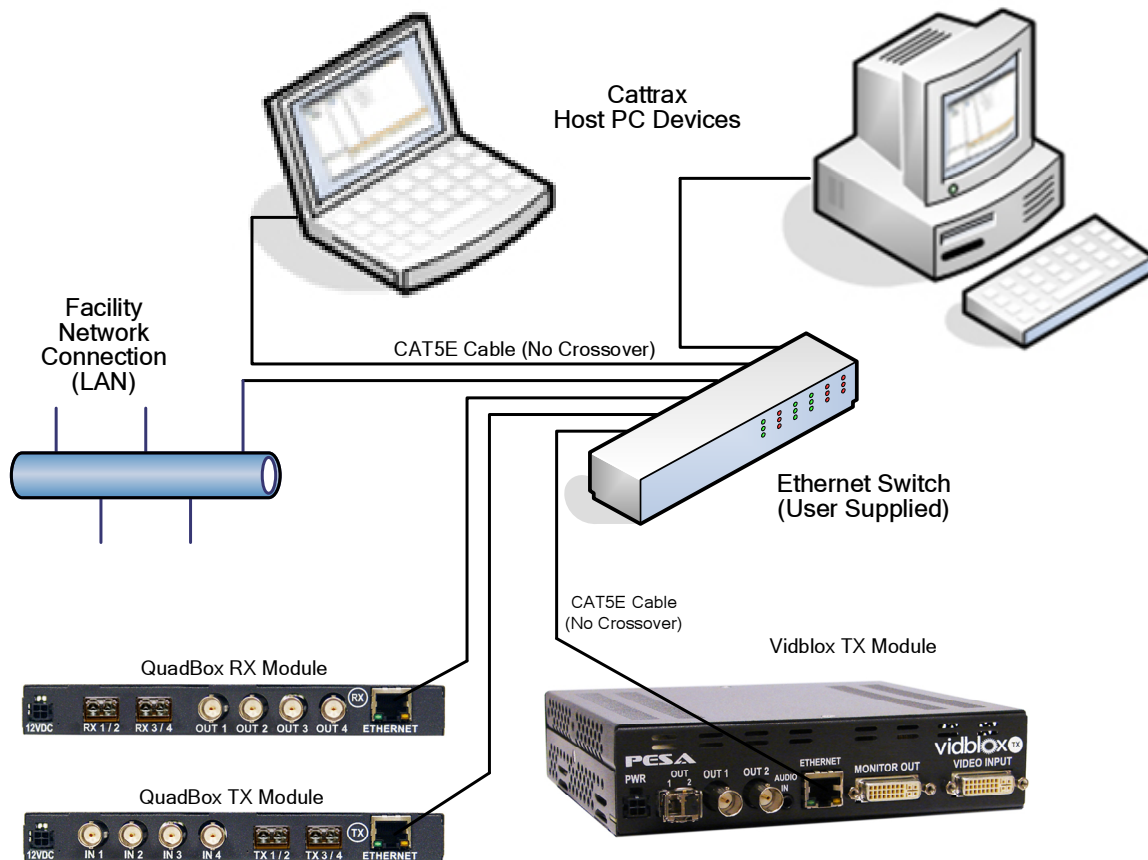 Cattrax
Host PC Devices
Facility
Network
Connection
(LAN)
CAT5E Cable (No Crossover)
Ethernet Switch
(User Supplied)
CAT5E Cable
(No Crossover)
Vidblox TX Module
QuadBox RX Module
RX
12VDC RX 1 / 2 RX 3 / 4 OUT 1 OUT 2 OUT 3 OUT 4 ETHERNET
QuadBox TX Module
TX
12VDC IN 1 IN 2 IN 3 IN 4 TX 1 / 2 TX 3 / 4 ETHERNET
PESA
vidblox TX
PWR
OUT
1 2
OUT 1
OUT 2
AUDIO
IN
ETHERNET
MONITOR OUT
VIDEO INPUT